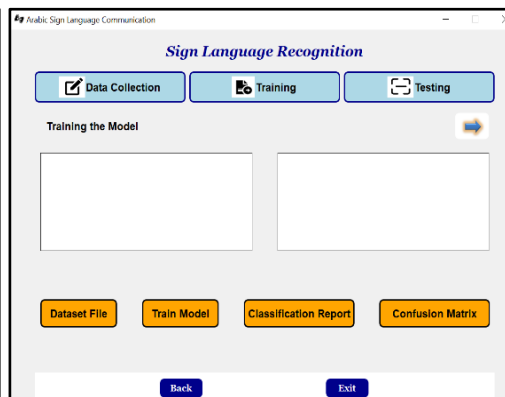 Arabic Sign Language Communication
Sign Language Recognition
Data Collection Training Testing
Training the Model
Dataset File Train Model Classification Report Confusion Matrix
Back Exit